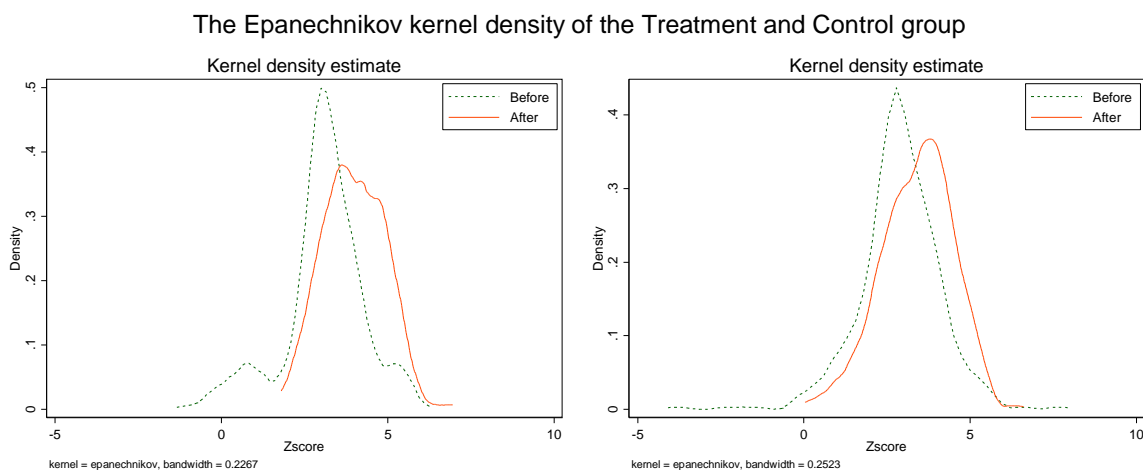 The Epanechnikov kernel density of the Treatment and Control group
Kernel density estimate
Before
After
Density
0
.1
.2
.3
.4
.5
-5
0
5
10
Zscore
kernel = epanechnikov, bandwidth = 0.2267
Kernel density estimate
Before
After
Density
0
.1
.2
.3
.4
-5
0
5
10
Zscore
kernel = epanechnikov, bandwidth = 0.2523